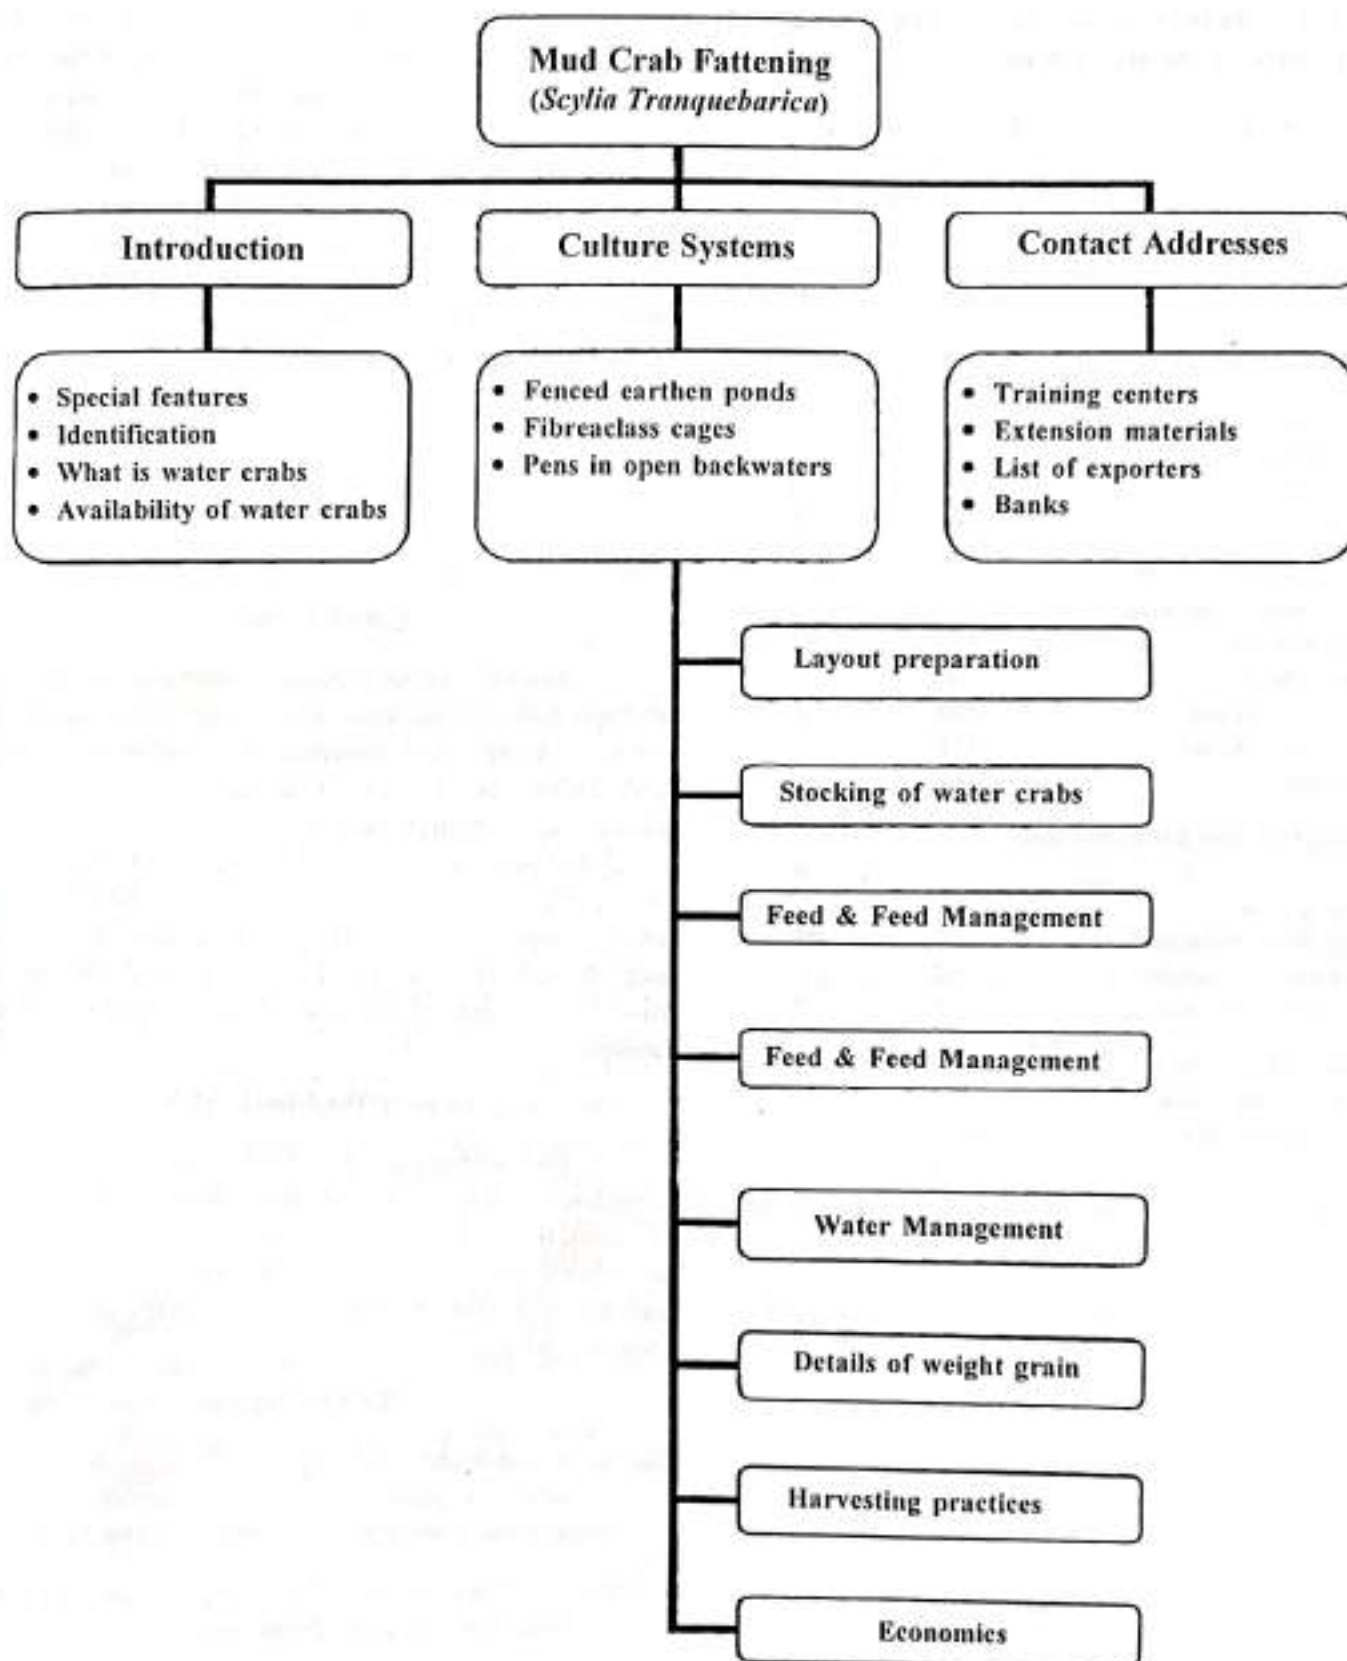 Mud Crab Fattening
(Scylia Tranquebarica)
Introduction
Culture Systems
Contact Addresses
• Special features
• Identification
• What is water crabs
• Availability of water crabs
• Fenced earthen ponds
• Fibreaclass cages
• Pens in open backwaters
• Training centers
• Extension materials
• List of exporters
• Banks
Layout preparation
Stocking of water crabs
Feed & Feed Management
Feed & Feed Management
Water Management
Details of weight grain
Harvesting practices
Economics